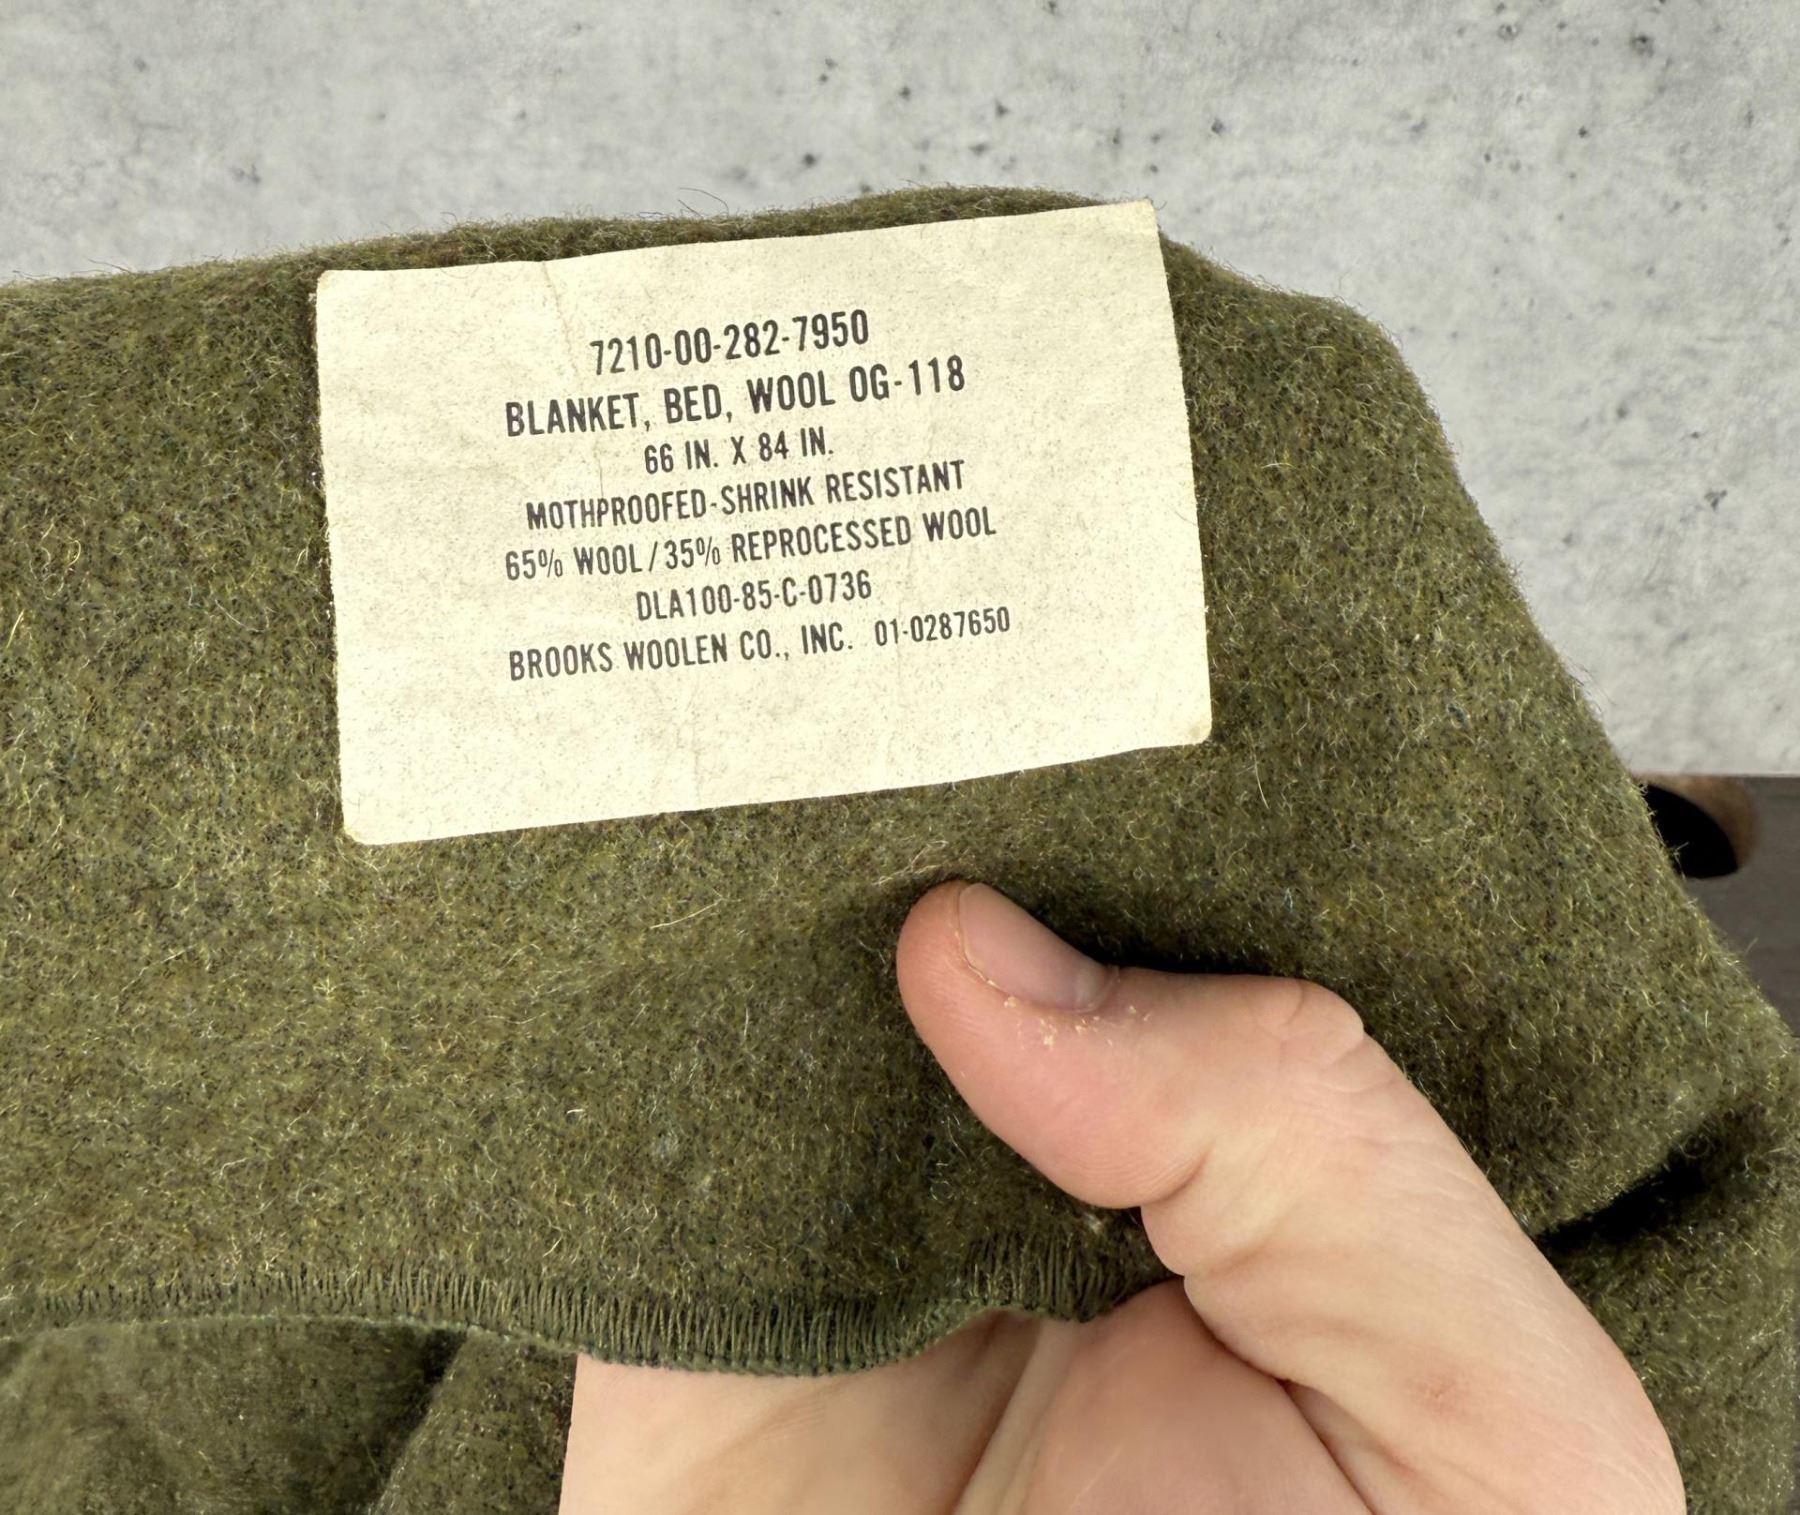 7210-00-282-7950
BLANKET, BED, WOOL OG-118
66 IN. X 84 IN.
MOTHPROOFED-SHRINK RESISTANT
65% WOOL/35% REPROCESSED WOOL
DLA100-85-C-0736
BROOKS WOOLEN CO., INC. 01-0287650